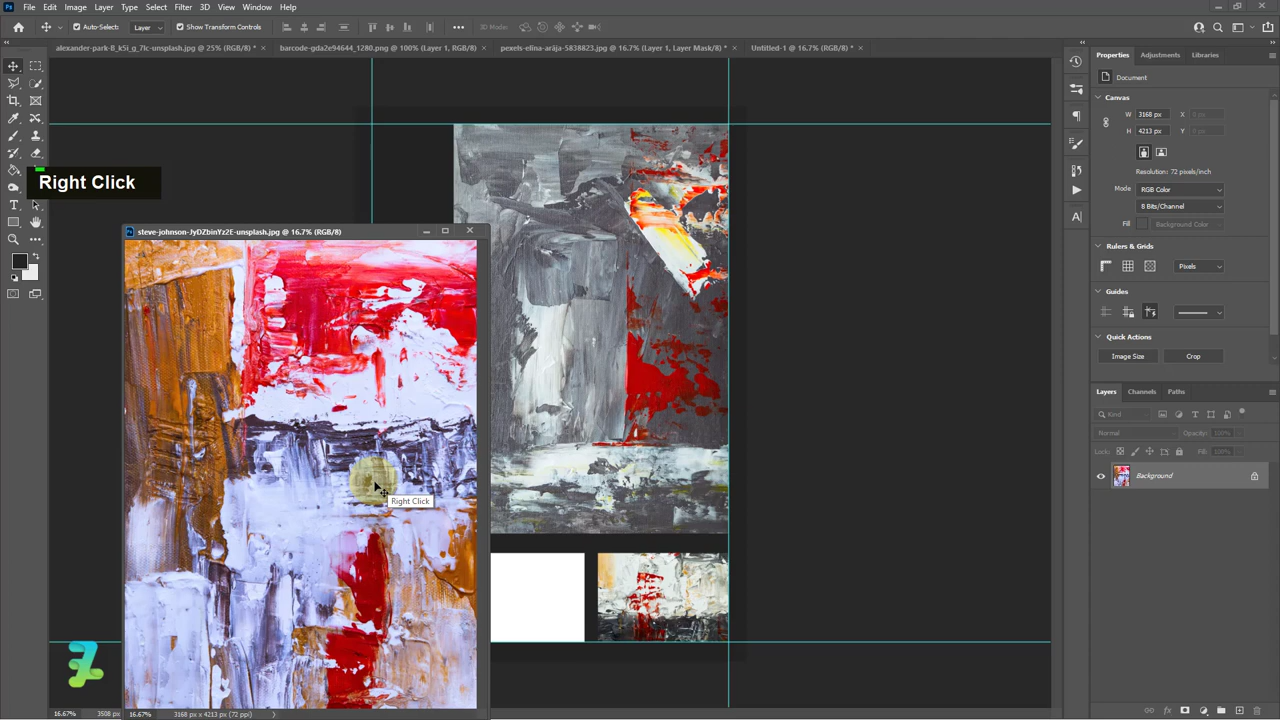 File Edit Image Layer Type Select Filter 3D View Window Help
Auto-Select: Layer Show Transform Controls 3D Mode:
alexander-park-B_k5i_g_7lc-unsplash.jpg @ 25% (RGB/8) * barcode-gda2e94644_1280.png @ 100% (Layer 1, RGB/8) pexels-elīna-arāja-5838823.jpg @ 16.7% (Layer 1, Layer Mask/8) * Untitled-1 @ 16.7% (RGB/8) *
Right Click
steve-johnson-JyDZbinYz2E-unsplash.jpg @ 16.7% (RGB/8)
Right Click
16.67% 3508 px
16.67% 3168 px x 4213 px (72 ppi)
Properties Adjustments Libraries
Document
Canvas
W 3168 px X 0 px
H 4213 px Y 0 px
Resolution: 72 pixels/inch
Mode RGB Color
8 Bits/Channel
Fill Background Color
Rulers & Grids
Pixels
Guides
Quick Actions
Image Size Crop
Layers Channels Paths
Kind
Normal Opacity: 100%
Lock: Fill: 100%
Background